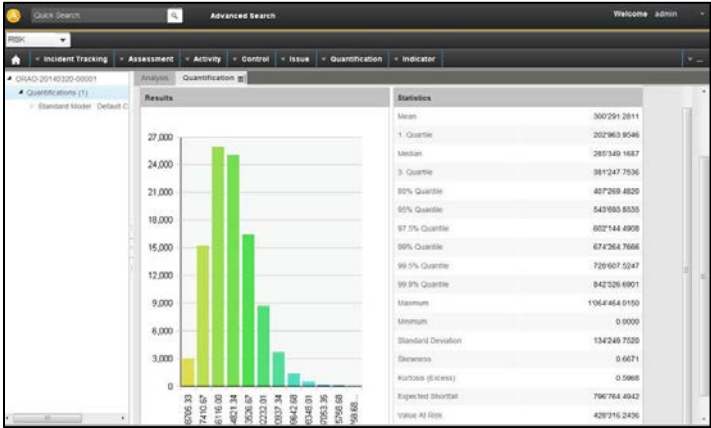 Quick Search
Advanced Search
Welcome admin
RISK
Incident Tracking
Assessment
Activity
Control
Issue
Quantification
Indicator
ORAO-20140320-00001
Quantifications (1)
Standard Model : Default C
Analysis
Quantification
Results
27,000
24,000
21,000
18,000
15,000
12,000
9,000
6,000
3,000
0
Statistics
Mean 300'291.2811
1. Quartile 202'963.9546
Median 285'349.1687
3. Quartile 381'247.7536
80% Quantile 407'269.4820
95% Quantile 543'693.6535
97.5% Quantile 602'144.4908
99% Quantile 674'264.7666
99.5% Quantile 728'607.5247
99.9% Quantile 842'326.6901
Maximum 1'064'464.0150
Minimum 0.0000
Standard Deviation 134'249.7520
Skewness 0.6671
Kurtosis (Excess) 0.5968
Expected Shortfall 796'764.4942
Value At Risk 428'316.2436